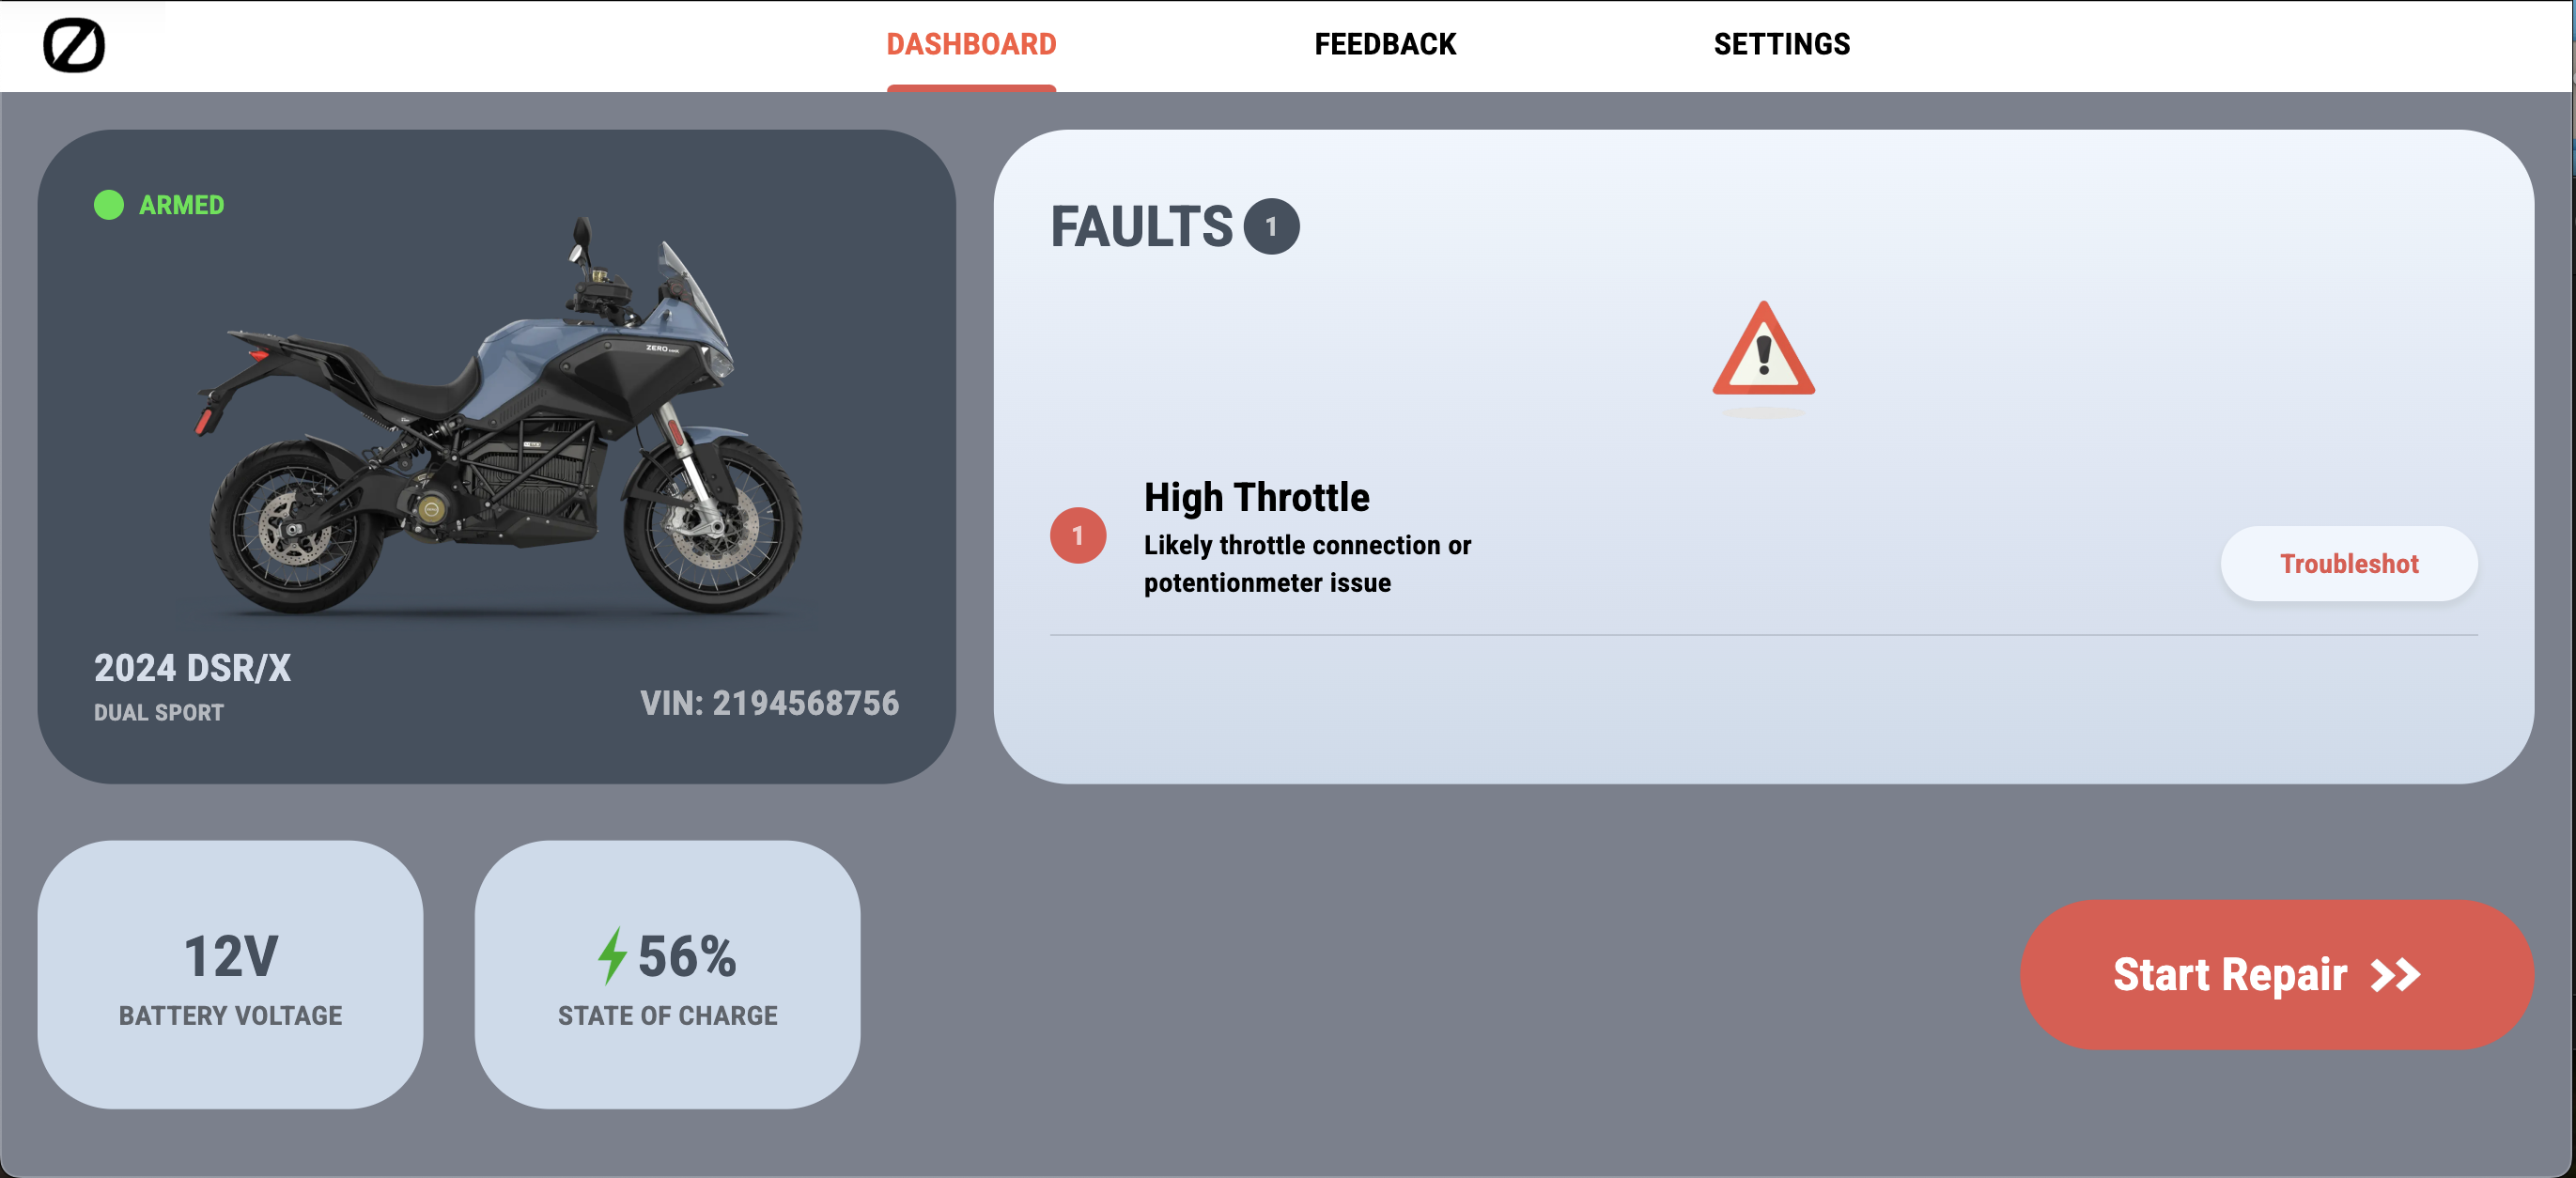 DASHBOARD
FEEDBACK
SETTINGS
ARMED
ZERO
2024 DSR/X
DUAL SPORT
VIN: 2194568756
FAULTS 1
1
High Throttle
Likely throttle connection or
potentionmeter issue
Troubleshot
12V
BATTERY VOLTAGE
56%
STATE OF CHARGE
Start Repair